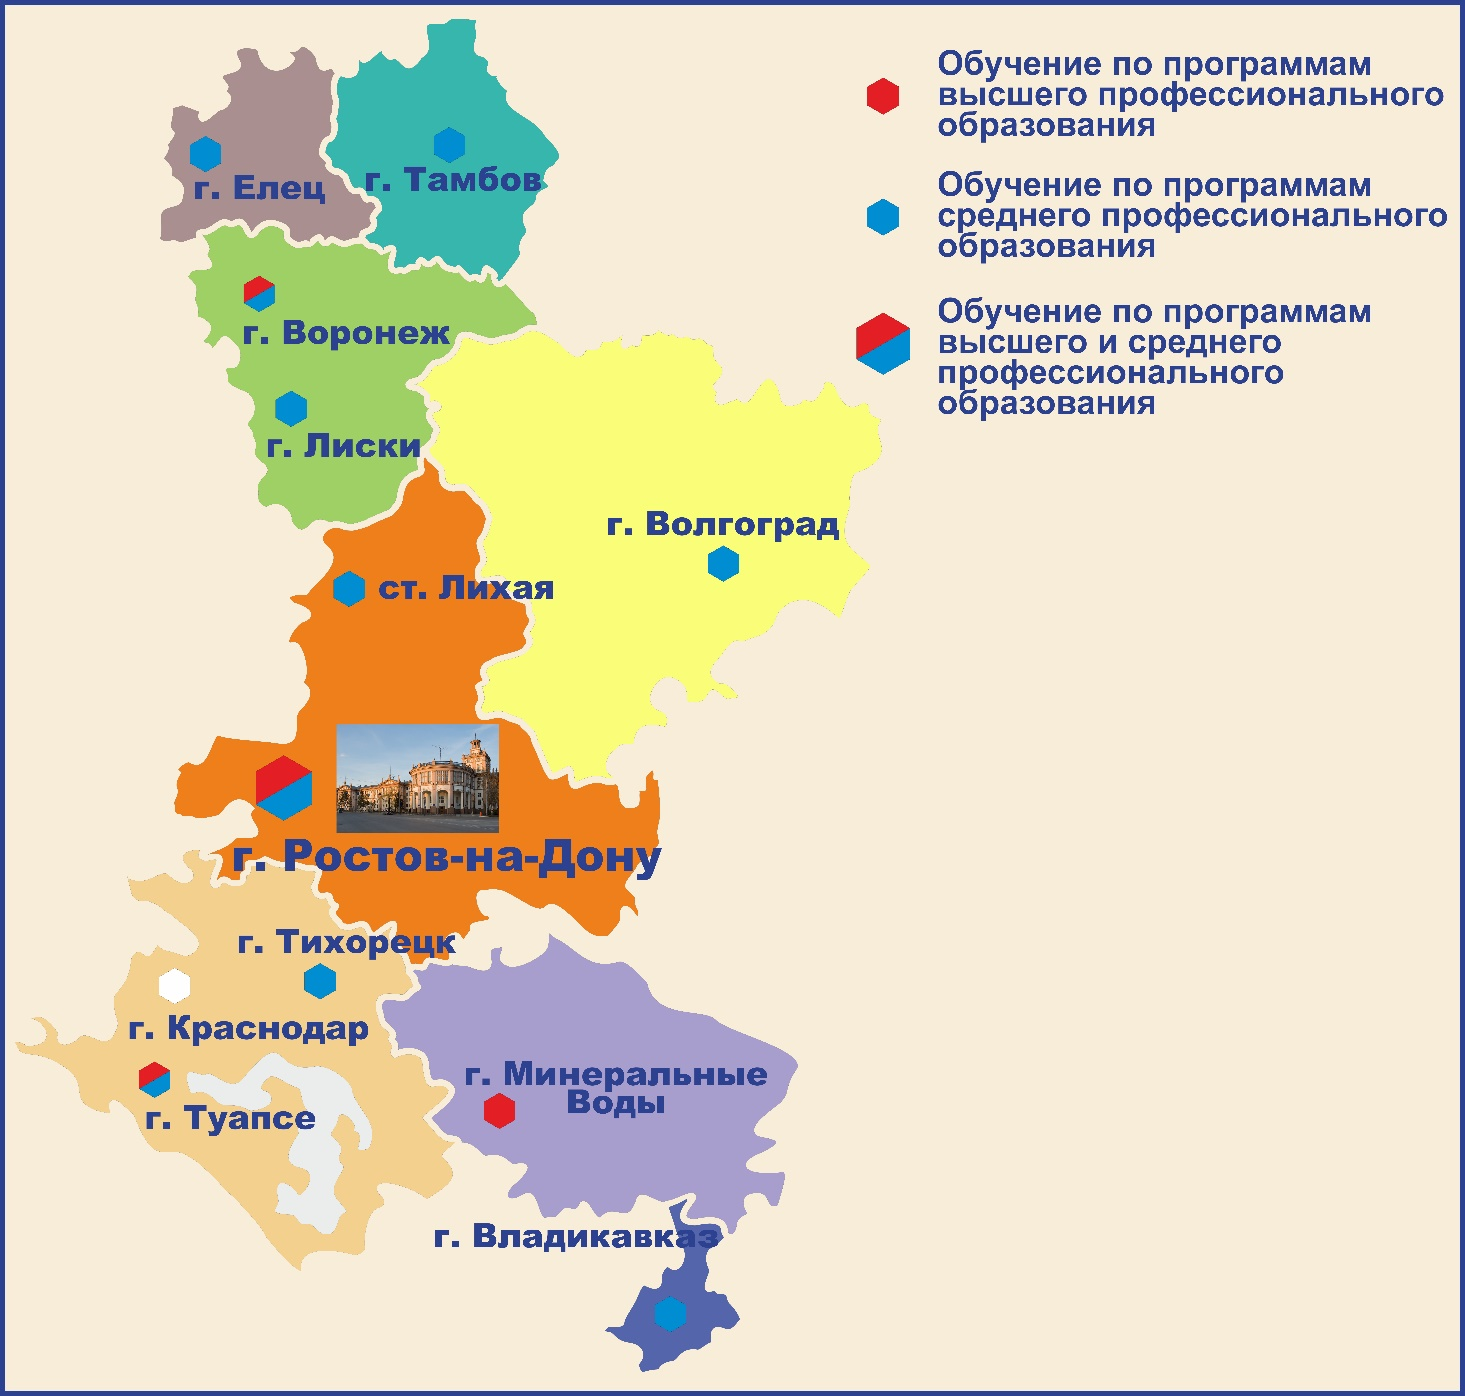 Обучение по программам
высшего профессионального
образования
Обучение по программам
среднего профессионального
образования
Обучение по программам
высшего и среднего
профессионального
образования
г. Елец
г. Тамбов
г. Воронеж
г. Лиски
г. Волгоград
ст. Лихая
г. Ростов-на-Дону
г. Тихорецк
г. Краснодар
г. Туапсе
г. Минеральные
Воды
г. Владикавказ